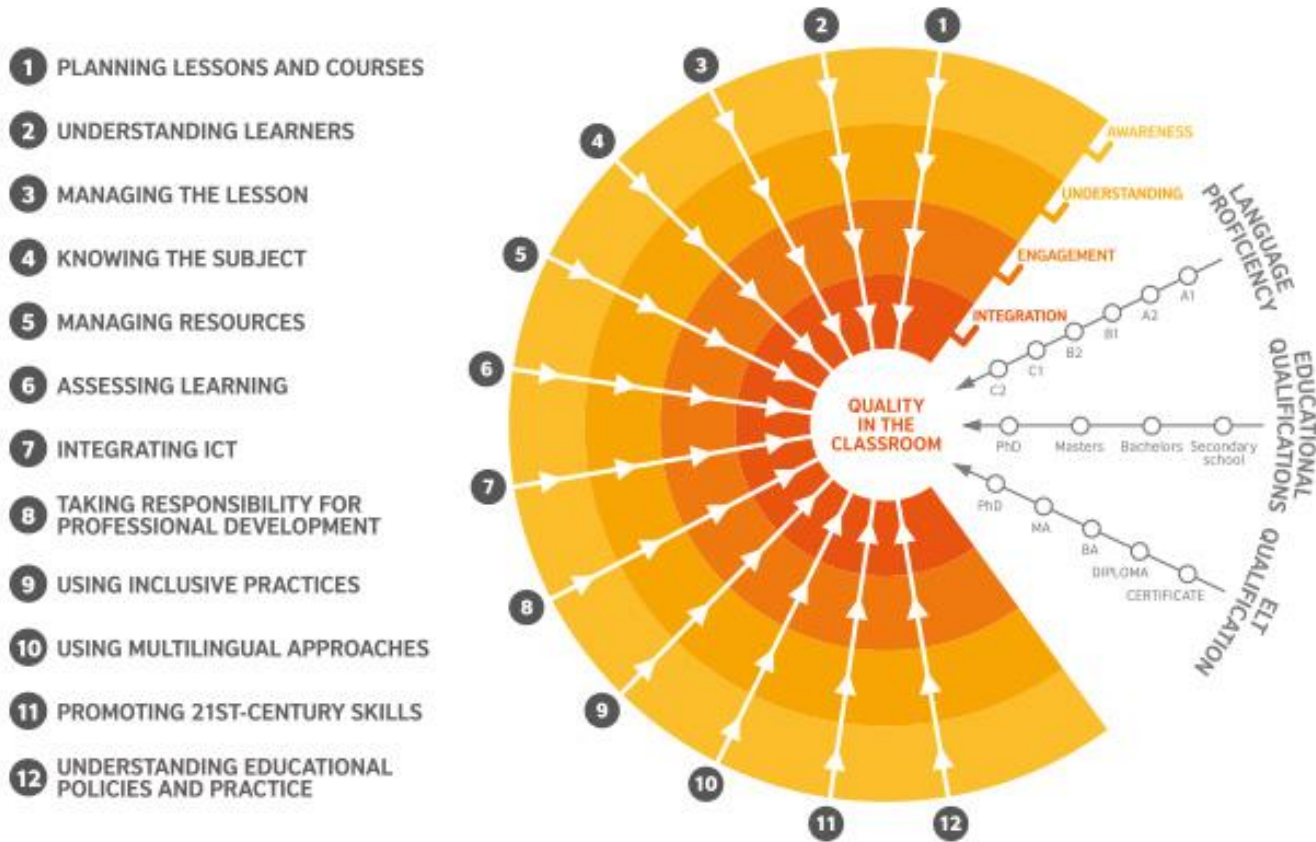 1 PLANNING LESSONS AND COURSES
2 UNDERSTANDING LEARNERS
3 MANAGING THE LESSON
4 KNOWING THE SUBJECT
5 MANAGING RESOURCES
6 ASSESSING LEARNING
7 INTEGRATING ICT
8 TAKING RESPONSIBILITY FOR
PROFESSIONAL DEVELOPMENT
9 USING INCLUSIVE PRACTICES
10 USING MULTILINGUAL APPROACHES
11 PROMOTING 21ST-CENTURY SKILLS
12 UNDERSTANDING EDUCATIONAL
POLICIES AND PRACTICE
1
2
3
4
5
6
7
8
9
10
11
12
AWARENESS
UNDERSTANDING
ENGAGEMENT
INTEGRATION
QUALITY
IN THE
CLASSROOM
LANGUAGE
PROFICIENCY
A1
A2
B1
B2
C1
C2
EDUCATIONAL
QUALIFICATIONS
PhD
Masters
Bachelors
Secondary
school
ELT
QUALIFICATION
PhD
MA
BA
DIPLOMA
CERTIFICATE